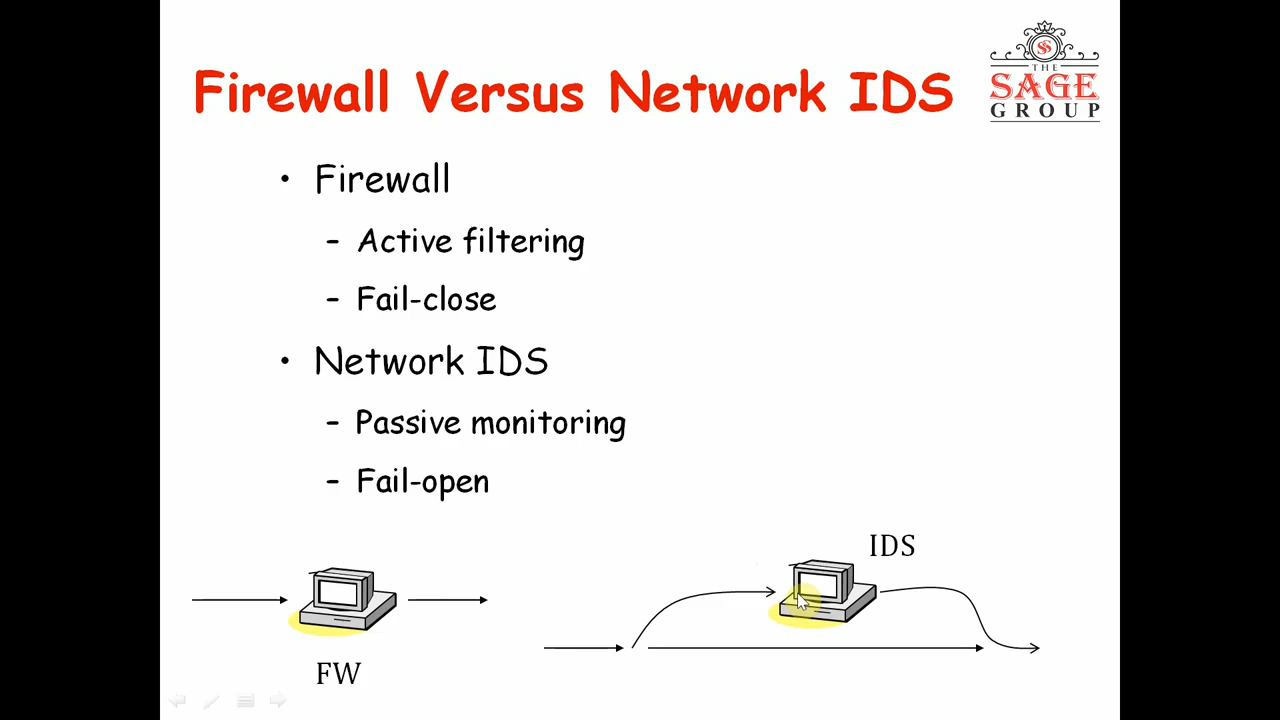 Firewall Versus Network IDS
THE
SAGE
GROUP
• Firewall
– Active filtering
– Fail-close
• Network IDS
– Passive monitoring
– Fail-open
IDS
FW